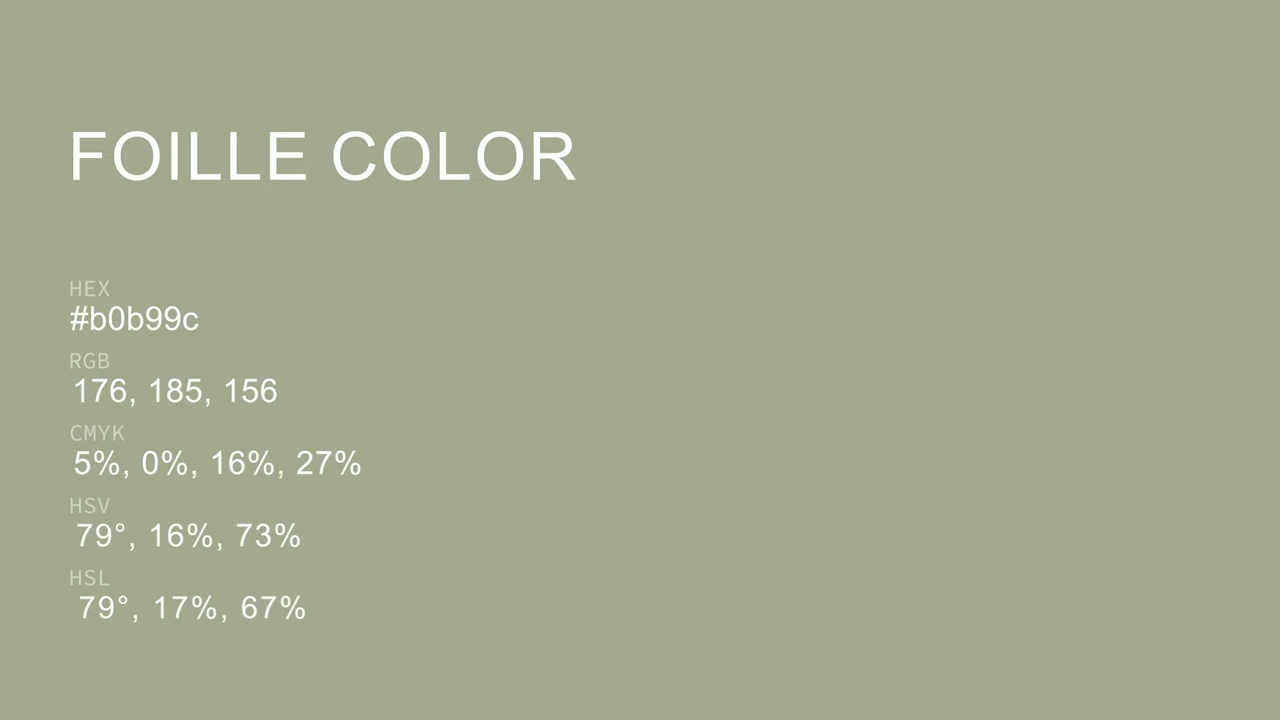 FOILLE COLOR
HEX
#b0b99c
RGB
176, 185, 156
CMYK
5%, 0%, 16%, 27%
HSV
79°, 16%, 73%
HSL
79°, 17%, 67%